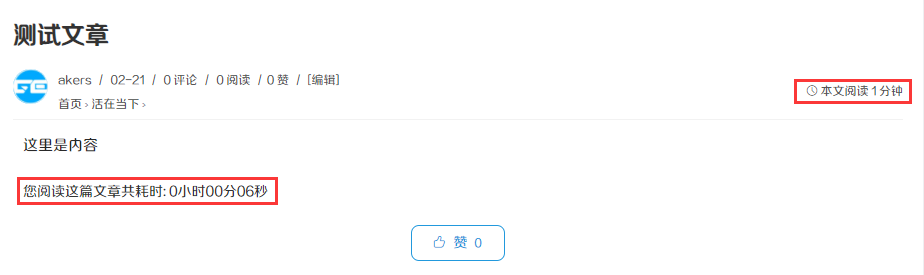 测试文章
akers / 02-21 / 0评论 / 0阅读 / 0赞 / [编辑]
首页 › 活在当下 ›
本文阅读 1分钟
这里是内容
您阅读这篇文章共耗时: 0小时00分06秒
赞 0